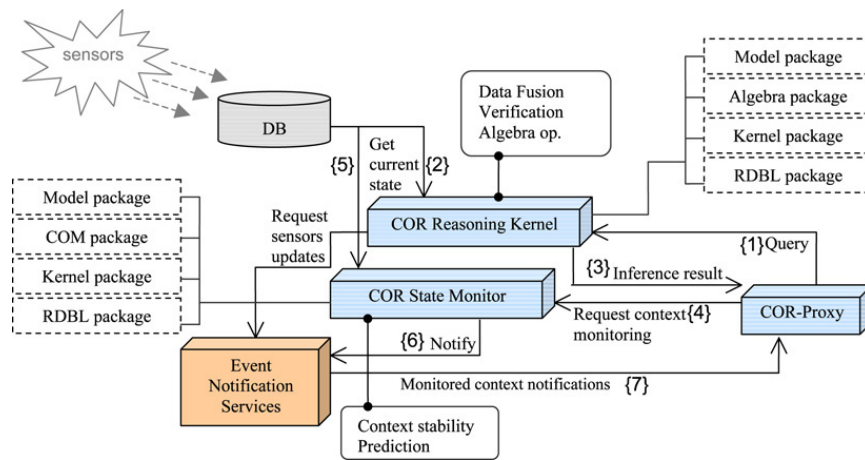 sensors
DB
Data Fusion
Verification
Algebra op.
Model package
Algebra package
Kernel package
RDBL package
{5}
Get
current
state
{2}
Model package
COM package
Kernel package
RDBL package
Request
sensors
updates
COR Reasoning Kernel
{1}Query
{3} Inference result
COR State Monitor
Request context{4}
monitoring
COR-Proxy
{6} Notify
Event
Notification
Services
Monitored context notifications {7}
Context stability
Prediction